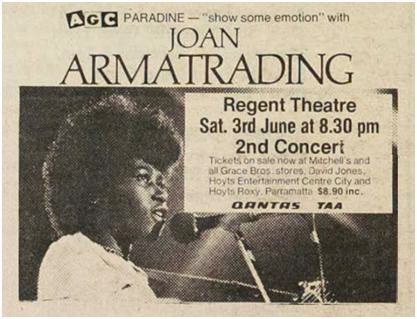 AGC PARADINE — "show some emotion" with
JOAN
ARMATRADING
Regent Theatre
Sat. 3rd June at 8.30 pm
2nd Concert
Tickets on sale now at Mitchell's and
all Grace Bros. stores, David Jones,
Hoyts Entertainment Centre City and
Hoyts Roxy, Parramatta $8.90 inc.
QANTAS TAA